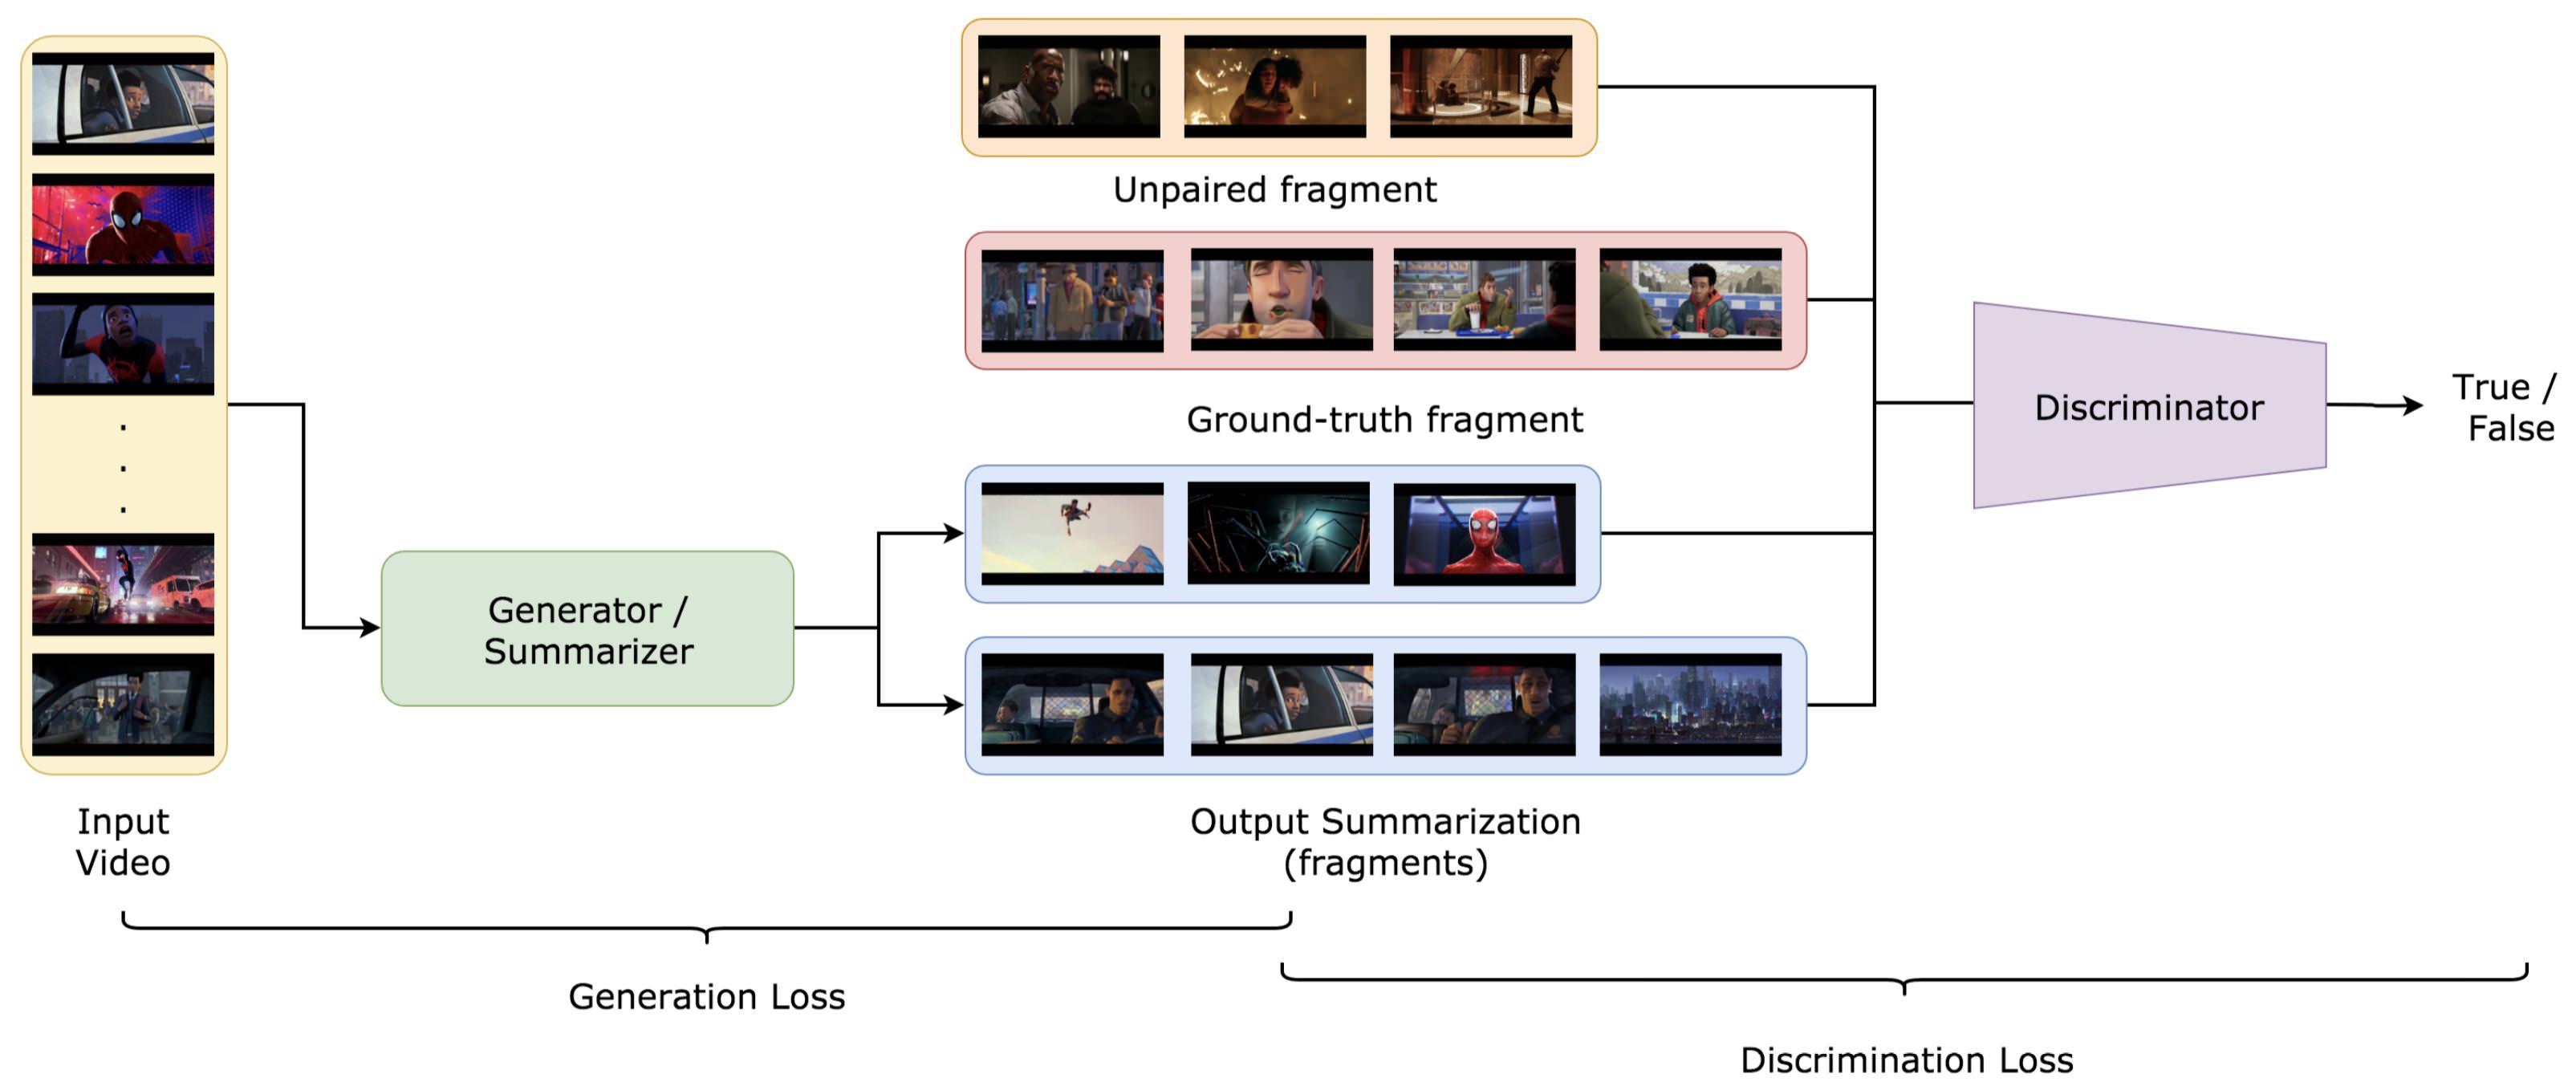 Unpaired fragment
Ground-truth fragment
Discriminator
True /
False
Generator /
Summarizer
Input
Video
Output Summarization
(fragments)
Generation Loss
Discrimination Loss